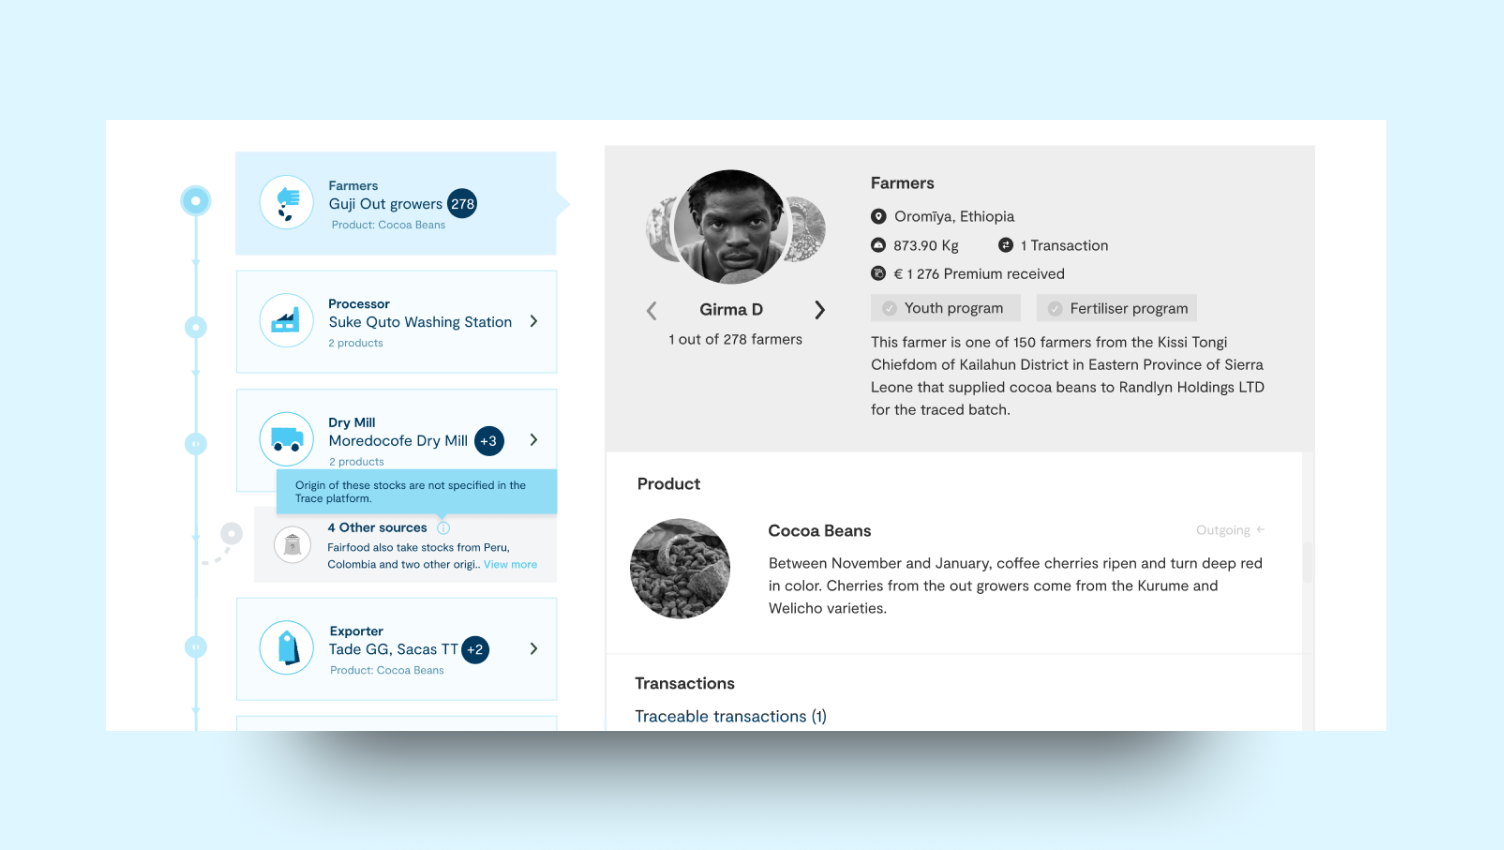 Farmers
Guji Out growers 278
Product: Cocoa Beans
Processor
Suke Quto Washing Station
2 products
Dry Mill
Moredocofe Dry Mill +3
2 products
Origin of these stocks are not specified in the
Trace platform.
4 Other sources
Fairfood also take stocks from Peru,
Colombia and two other origi.. View more
Exporter
Tade GG, Sacas TT +2
Product: Cocoa Beans
Girma D
1 out of 278 farmers
Farmers
Oromīya, Ethiopia
873.90 Kg 1 Transaction
€ 1 276 Premium received
Youth program Fertiliser program
This farmer is one of 150 farmers from the Kissi Tongi
Chiefdom of Kailahun District in Eastern Province of Sierra
Leone that supplied cocoa beans to Randlyn Holdings LTD
for the traced batch.
Product
Cocoa Beans
Outgoing
Between November and January, coffee cherries ripen and turn deep red
in color. Cherries from the out growers come from the Kurume and
Welicho varieties.
Transactions
Traceable transactions (1)